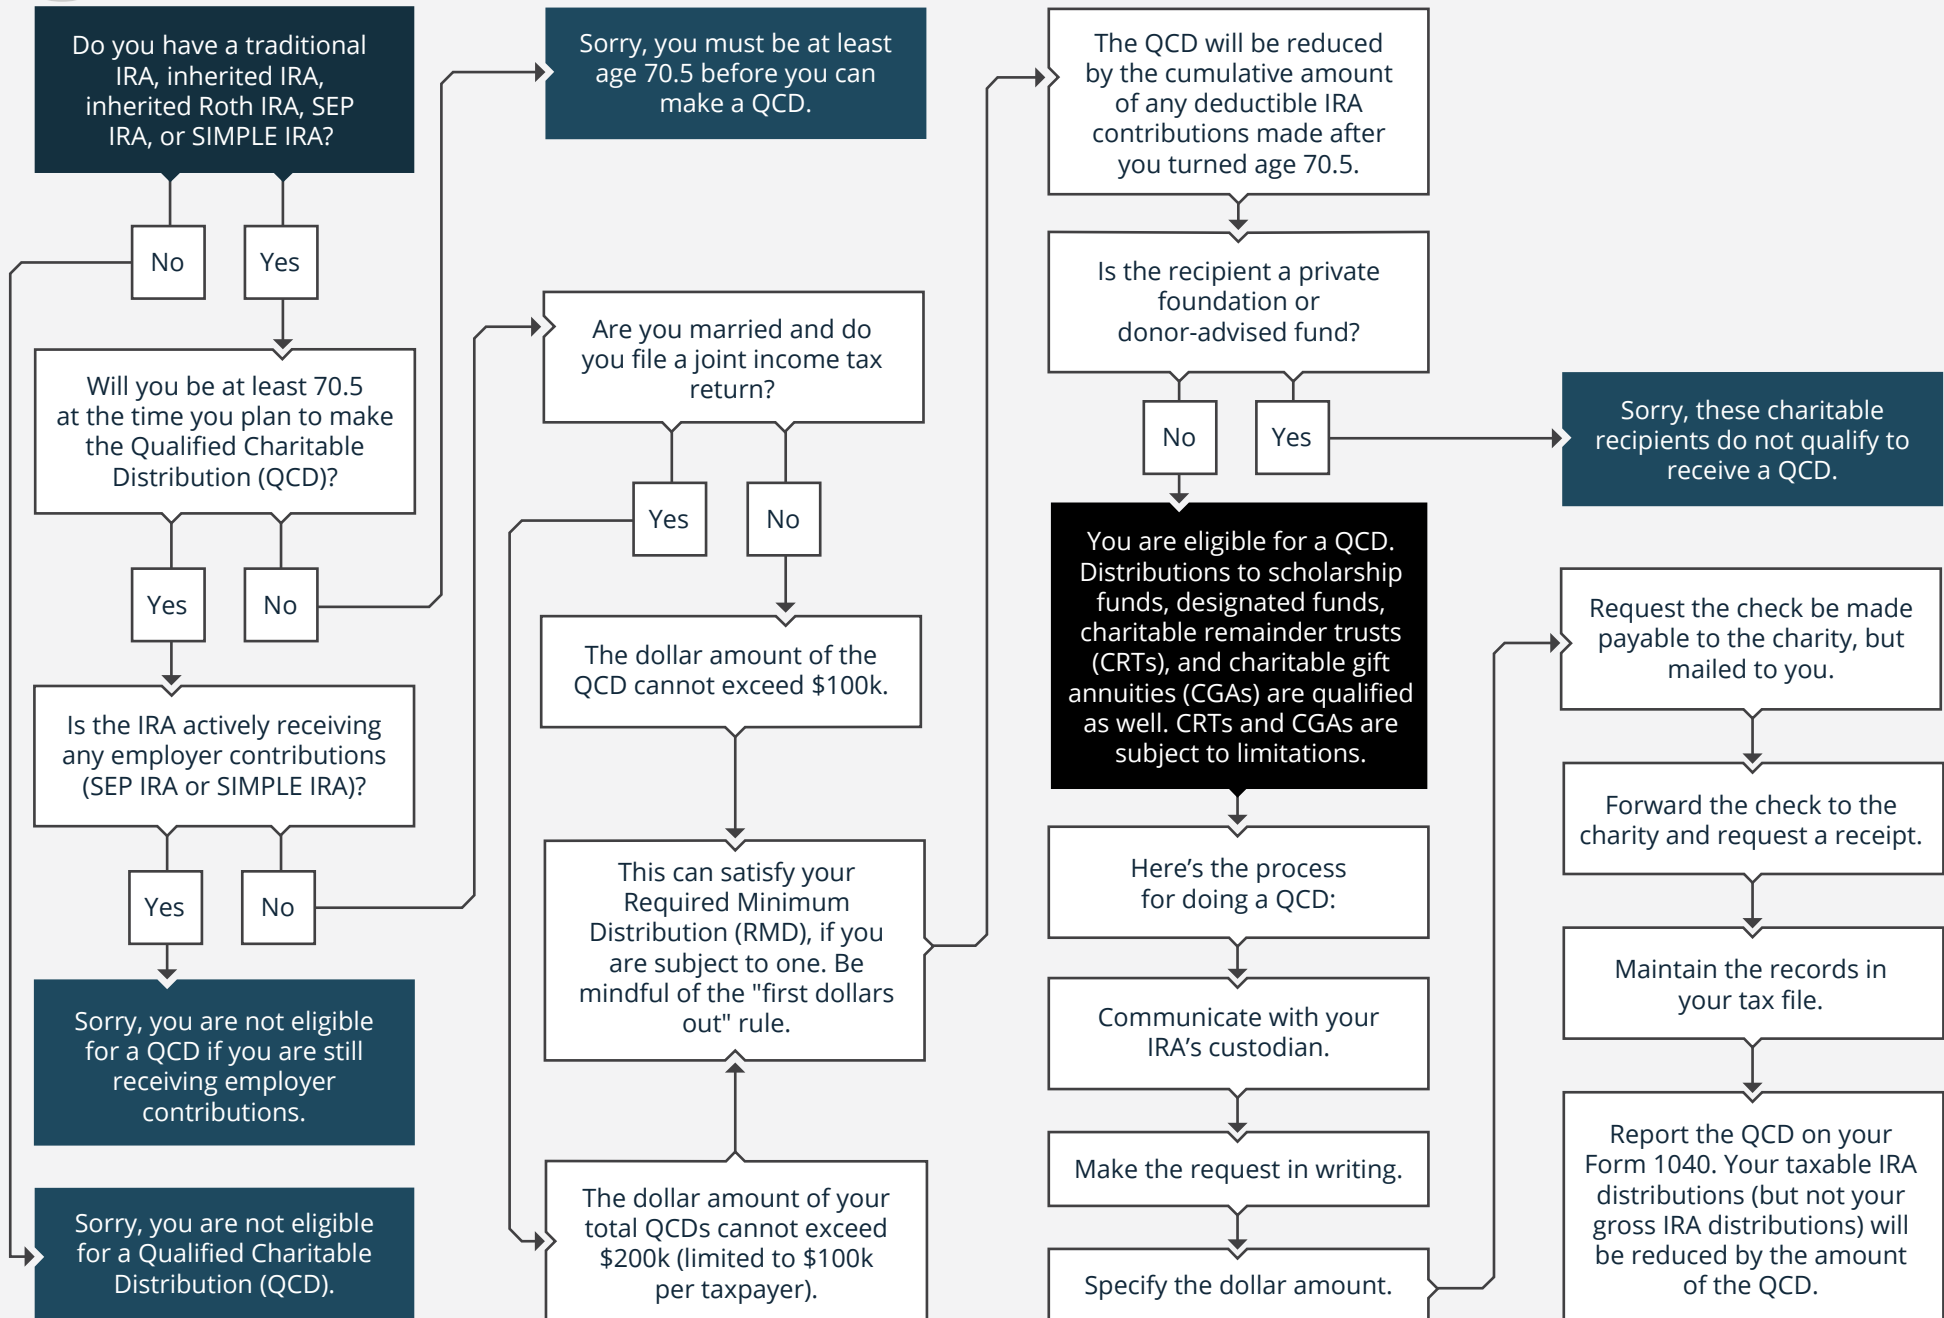 Do you have a traditional
IRA, inherited IRA,
inherited Roth IRA, SEP
IRA, or SIMPLE IRA?
No
Yes
Will you be at least 70.5
at the time you plan to make
the Qualified Charitable
Distribution (QCD)?
Yes
No
Is the IRA actively receiving
any employer contributions
(SEP IRA or SIMPLE IRA)?
Yes
No
Sorry, you are not eligible
for a QCD if you are still
receiving employer
contributions.
Sorry, you are not eligible
for a Qualified Charitable
Distribution (QCD).
Sorry, you must be at least
age 70.5 before you can
make a QCD.
Are you married and do
you file a joint income tax
return?
Yes
No
The dollar amount of the
QCD cannot exceed $100k.
This can satisfy your
Required Minimum
Distribution (RMD), if you
are subject to one. Be
mindful of the "first dollars
out" rule.
The dollar amount of your
total QCDs cannot exceed
$200k (limited to $100k
per taxpayer).
The QCD will be reduced
by the cumulative amount
of any deductible IRA
contributions made after
you turned age 70.5.
Is the recipient a private
foundation or
donor-advised fund?
No
Yes
Sorry, these charitable
recipients do not qualify to
receive a QCD.
You are eligible for a QCD.
Distributions to scholarship
funds, designated funds,
charitable remainder trusts
(CRTs), and charitable gift
annuities (CGAs) are qualified
as well. CRTs and CGAs are
subject to limitations.
Here’s the process
for doing a QCD:
Communicate with your
IRA’s custodian.
Make the request in writing.
Specify the dollar amount.
Request the check be made
payable to the charity, but
mailed to you.
Forward the check to the
charity and request a receipt.
Maintain the records in
your tax file.
Report the QCD on your
Form 1040. Your taxable IRA
distributions (but not your
gross IRA distributions) will
be reduced by the amount
of the QCD.